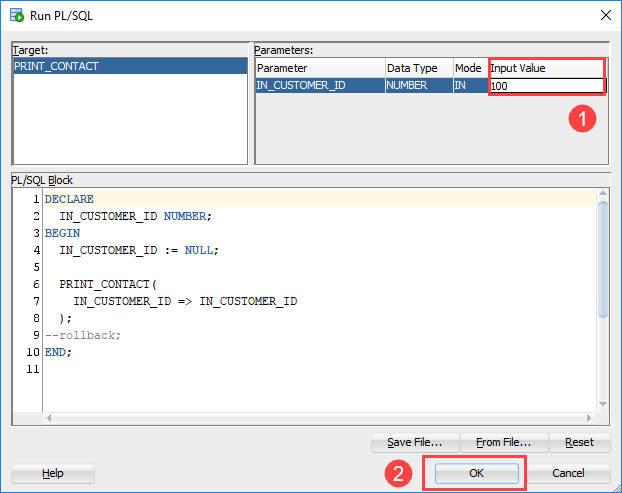 Run PL/SQL
Target:
PRINT_CONTACT
Parameters:
Parameter Data Type Mode Input Value
IN_CUSTOMER_ID NUMBER IN 100
1
PL/SQL Block
1 DECLARE
2 IN_CUSTOMER_ID NUMBER;
3 BEGIN
4 IN_CUSTOMER_ID := NULL;
5
6 PRINT_CONTACT(
7 IN_CUSTOMER_ID => IN_CUSTOMER_ID
8 );
9 --rollback;
10 END;
11
Save File... From File... Reset
Help 2 OK Cancel